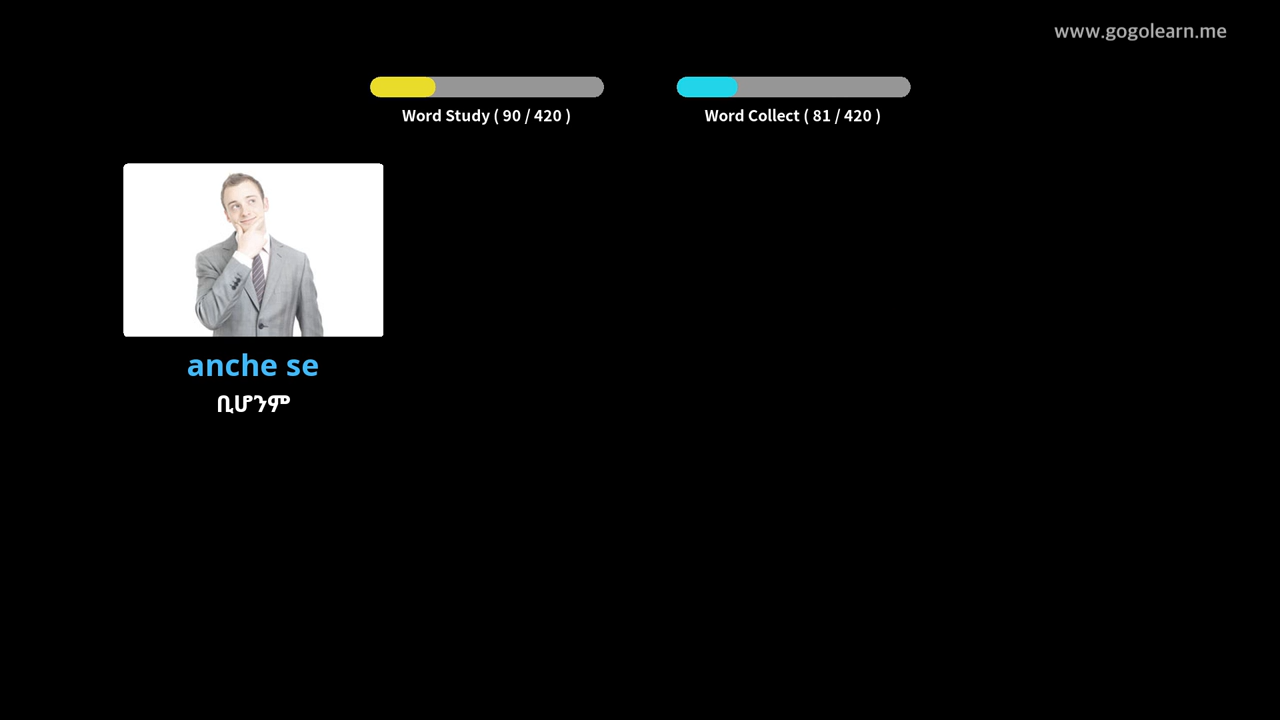 www.gogolearn.me
Word Study ( 90 / 420 )
Word Collect ( 81 / 420 )
anche se
ቢሆንም